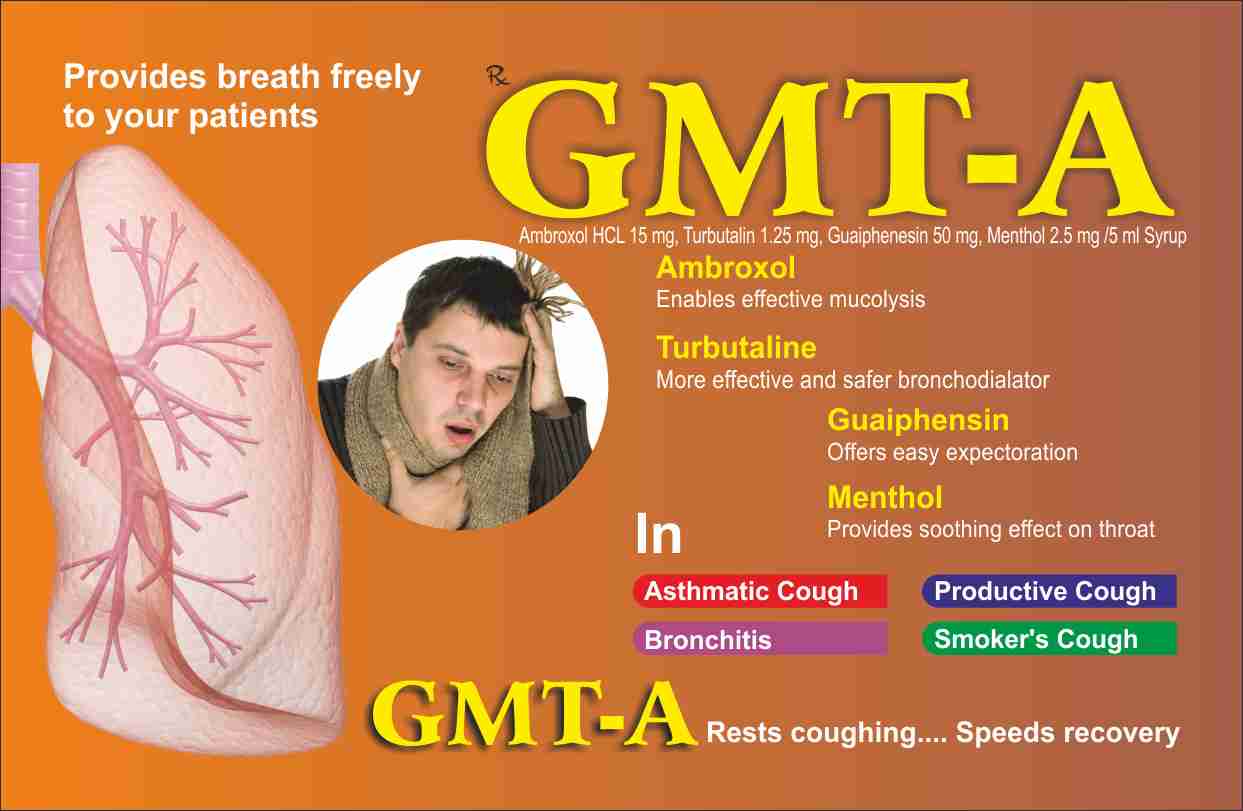 Provides breath freely
to your patients
Rx
GMT-A
Ambroxol HCL 15 mg, Turbutalin 1.25 mg, Guaiphenesin 50 mg, Menthol 2.5 mg /5 ml Syrup
Ambroxol
Enables effective mucolysis
Turbutaline
More effective and safer bronchodialator
Guaiphensin
Offers easy expectoration
Menthol
Provides soothing effect on throat
In
Asthmatic Cough
Productive Cough
Bronchitis
Smoker's Cough
GMT-A Rests coughing.... Speeds recovery